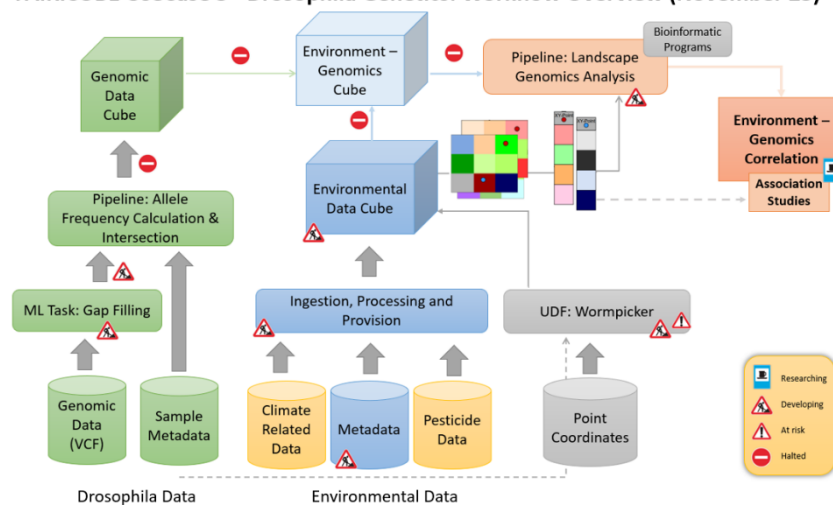 Bioinformatic
Programs
Environment –
Genomics
Cube
Pipeline: Landscape
Genomics Analysis
Genomic
Data
Cube
Environment –
Genomics
Correlation
Association
Studies
Environmental
Data Cube
Pipeline: Allele
Frequency Calculation &
Intersection
ML Task: Gap Filling
Ingestion, Processing and
Provision
UDF: Wormpicker
Genomic
Data
(VCF)
Sample
Metadata
Climate
Related
Data
Metadata
Pesticide
Data
Point
Coordinates
Researching
Developing
At risk
Halted
Drosophila Data
Environmental Data